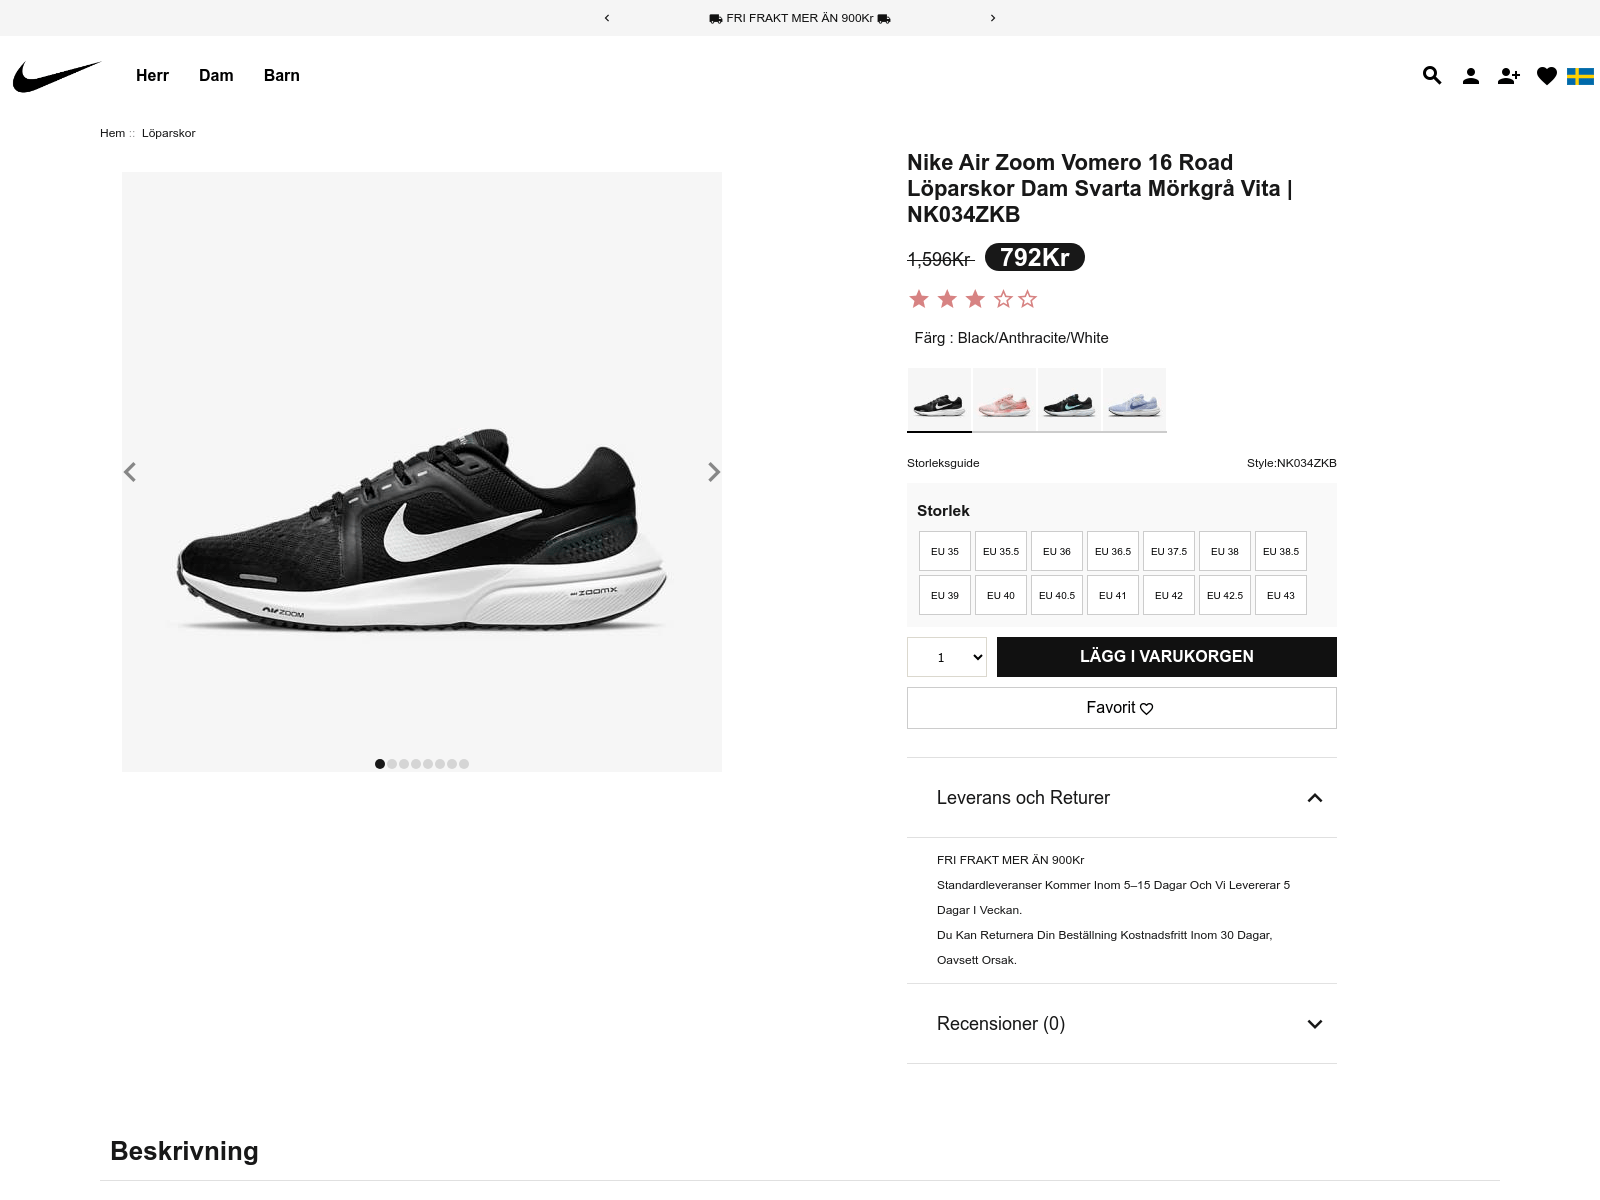 FRI FRAKT MER ÄN 900Kr
Herr
Dam
Barn
Hem :: Löparskor
Nike Air Zoom Vomero 16 Road
Löparskor Dam Svarta Mörkgrå Vita |
NK034ZKB
1,596Kr 792Kr
Färg : Black/Anthracite/White
Storleksguide
Style:NK034ZKB
Storlek
EU 35 EU 35.5 EU 36 EU 36.5 EU 37.5 EU 38 EU 38.5
EU 39 EU 40 EU 40.5 EU 41 EU 42 EU 42.5 EU 43
1
LÄGG I VARUKORGEN
Favorit
Leverans och Returer
FRI FRAKT MER ÄN 900Kr
Standardleveranser Kommer Inom 5–15 Dagar Och Vi Levererar 5
Dagar I Veckan.
Du Kan Returnera Din Beställning Kostnadsfritt Inom 30 Dagar,
Oavsett Orsak.
Recensioner (0)
ZOOM
ZOOMX
Beskrivning